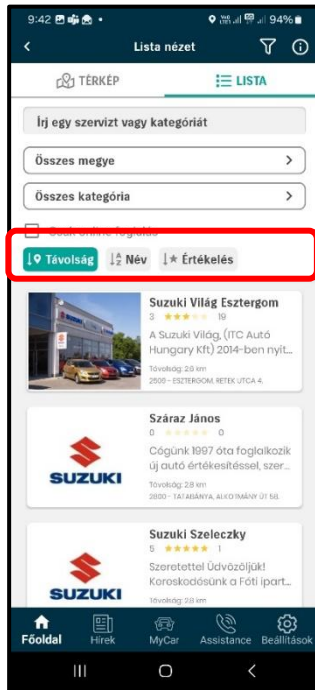 9:42
94%
Lista nézet
TÉRKÉP
LISTA
Írj egy szervizt vagy kategóriát
Összes megye
Összes kategória
Csak online foglalás
Távolság
A Z Név
Értékelés
Suzuki Világ Esztergom
3 19
A Suzuki Világ, (ITC Autó
Hungary Kft) 2014-ben nyit...
Távolság: 2.6 km
2500 - ESZTERGOM, RETEK UTCA 4.
Száraz János
0 0
Cégünk 1997 óta foglalkozik
új autó értékesítéssel, szer...
Távolság: 2.8 km
2800 - TATABÁNYA, ALKOTMÁNY ÚT 58.
SUZUKI
Suzuki Szeleczky
5 1
Szeretettel Üdvözöljük!
Koroskodósünk a Fóti ipart...
Távolság: 2.8 km
SUZUKI
Főoldal
Hírek
MyCar
Assistance
Beállítások